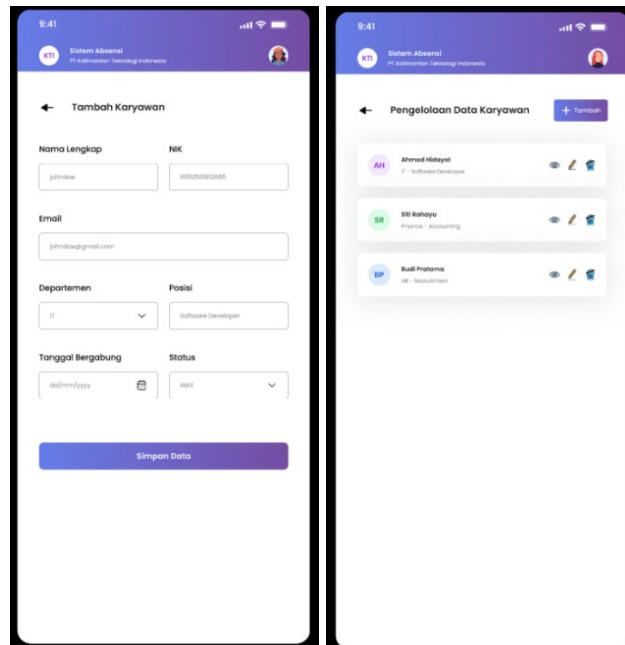 9:41
KTI
Sistem Absensi
PT Kalimantan Teknologi Indonesia
Tambah Karyawan
Nama Lengkap NIK
johndoe
Email
johndoe@gmail.com
Departemen Posisi
IT Software Developer
Tanggal Bergabung Status
dd/mm/yyyy Aktif
Simpan Data
9:41
KTI
Sistem Absensi
PT Kalimantan Teknologi Indonesia
Pengelolaan Data Karyawan + Tambah
AH
Ahmad Hidayat
IT - Software Developer
SR
Siti Rahayu
Finance - Accounting
BP
Budi Pratama
HR - Recruitment